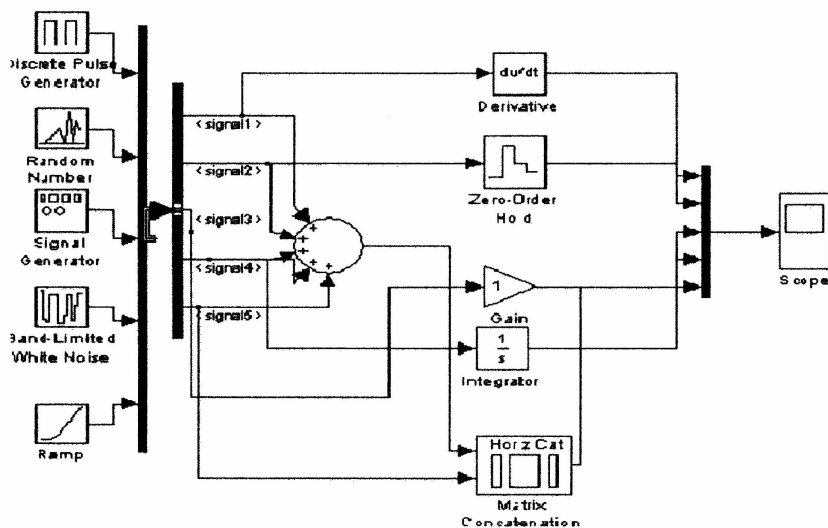 Discrete Pulse
Generator
Random
Number
Signal
Generator
Band-Limited
White Noise
Ramp
<signal1>
<signal2>
<signal3>
<signal4>
<signal5>
+
+
+
+
+
du/dt
Derivative
Zero-Order
Hold
1
Gain
1
s
Integrator
Horz Cat
Matrix
Concatenation
Scope